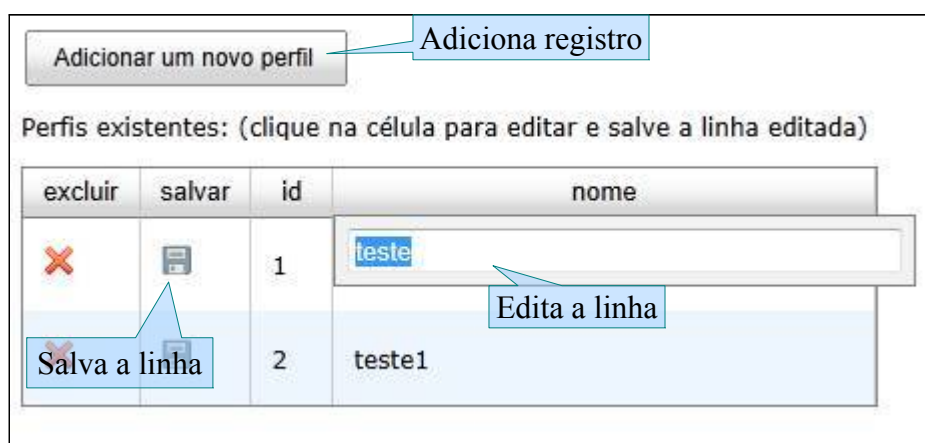 Adicionar um novo perfil
Adiciona registro
Perfis existentes: (clique na célula para editar e salve a linha editada)
excluir salvar id nome
1 teste
Edita a linha
Salva a linha
2 teste1